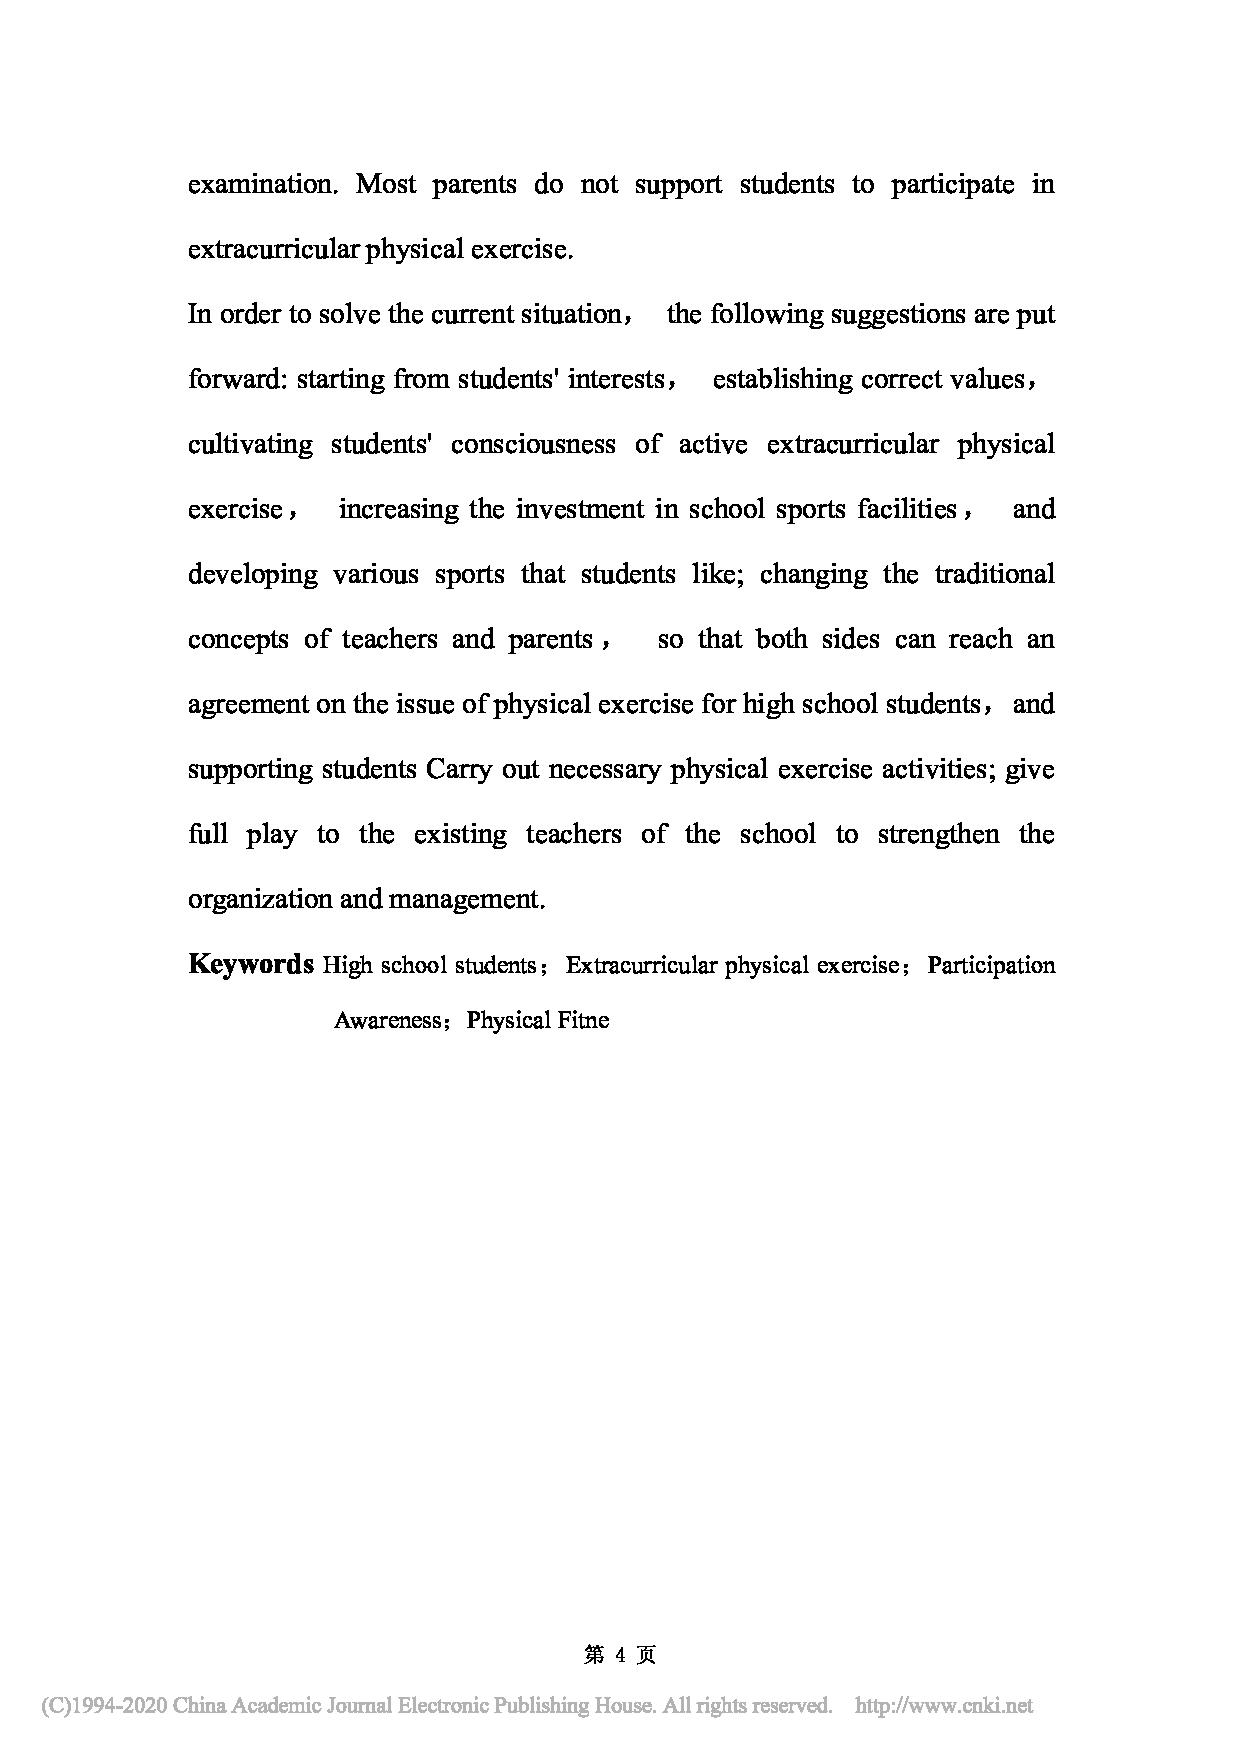 examination. Most parents do not support students to participate in
extracurricular physical exercise.
In order to solve the current situation， the following suggestions are put
forward: starting from students' interests， establishing correct values，
cultivating students' consciousness of active extracurricular physical
exercise， increasing the investment in school sports facilities， and
developing various sports that students like; changing the traditional
concepts of teachers and parents， so that both sides can reach an
agreement on the issue of physical exercise for high school students， and
supporting students Carry out necessary physical exercise activities; give
full play to the existing teachers of the school to strengthen the
organization and management.
Keywords High school students； Extracurricular physical exercise； Participation
Awareness；Physical Fitne
第 4 页
(C)1994-2020 China Academic Journal Electronic Publishing House. All rights reserved. http://www.cnki.net